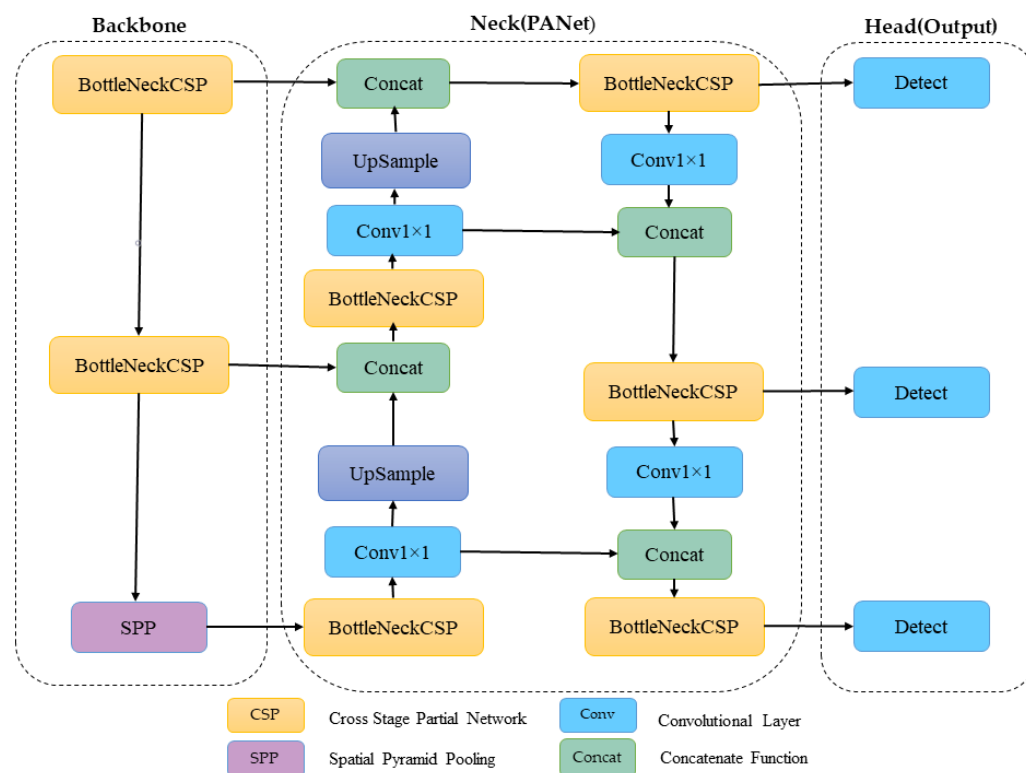 Backbone
Neck(PANet)
Head(Output)
BottleNeckCSP
Concat
BottleNeckCSP
Detect
UpSample
Conv1×1
Conv1×1
Concat
BottleNeckCSP
BottleNeckCSP
Concat
BottleNeckCSP
Detect
UpSample
Conv1×1
Conv1×1
Concat
SPP
BottleNeckCSP
BottleNeckCSP
Detect
CSP
Cross Stage Partial Network
Conv
Convolutional Layer
SPP
Spatial Pyramid Pooling
Concat
Concatenate Function